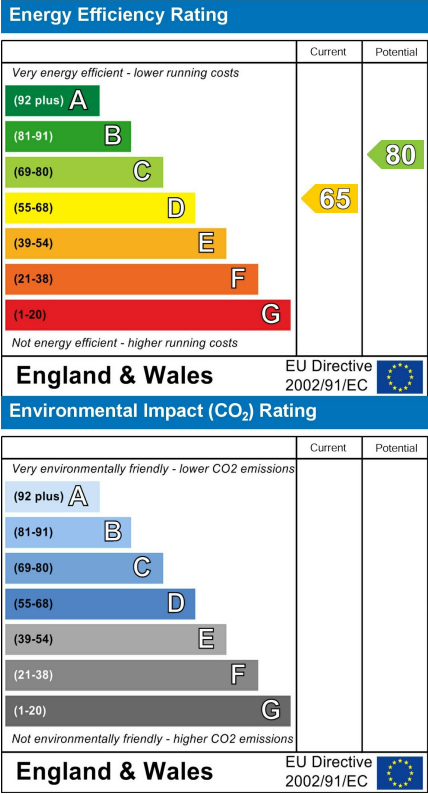 Energy Efficiency Rating
Current Potential
Very energy efficient - lower running costs
(92 plus) A
(81-91) B
(69-80) C
(55-68) D
(39-54) E
(21-38) F
(1-20) G
65
80
Not energy efficient - higher running costs
England & Wales
EU Directive
2002/91/EC
Environmental Impact (CO₂) Rating
Current Potential
Very environmentally friendly - lower CO2 emissions
(92 plus) A
(81-91) B
(69-80) C
(55-68) D
(39-54) E
(21-38) F
(1-20) G
Not environmentally friendly - higher CO2 emissions
England & Wales
EU Directive
2002/91/EC